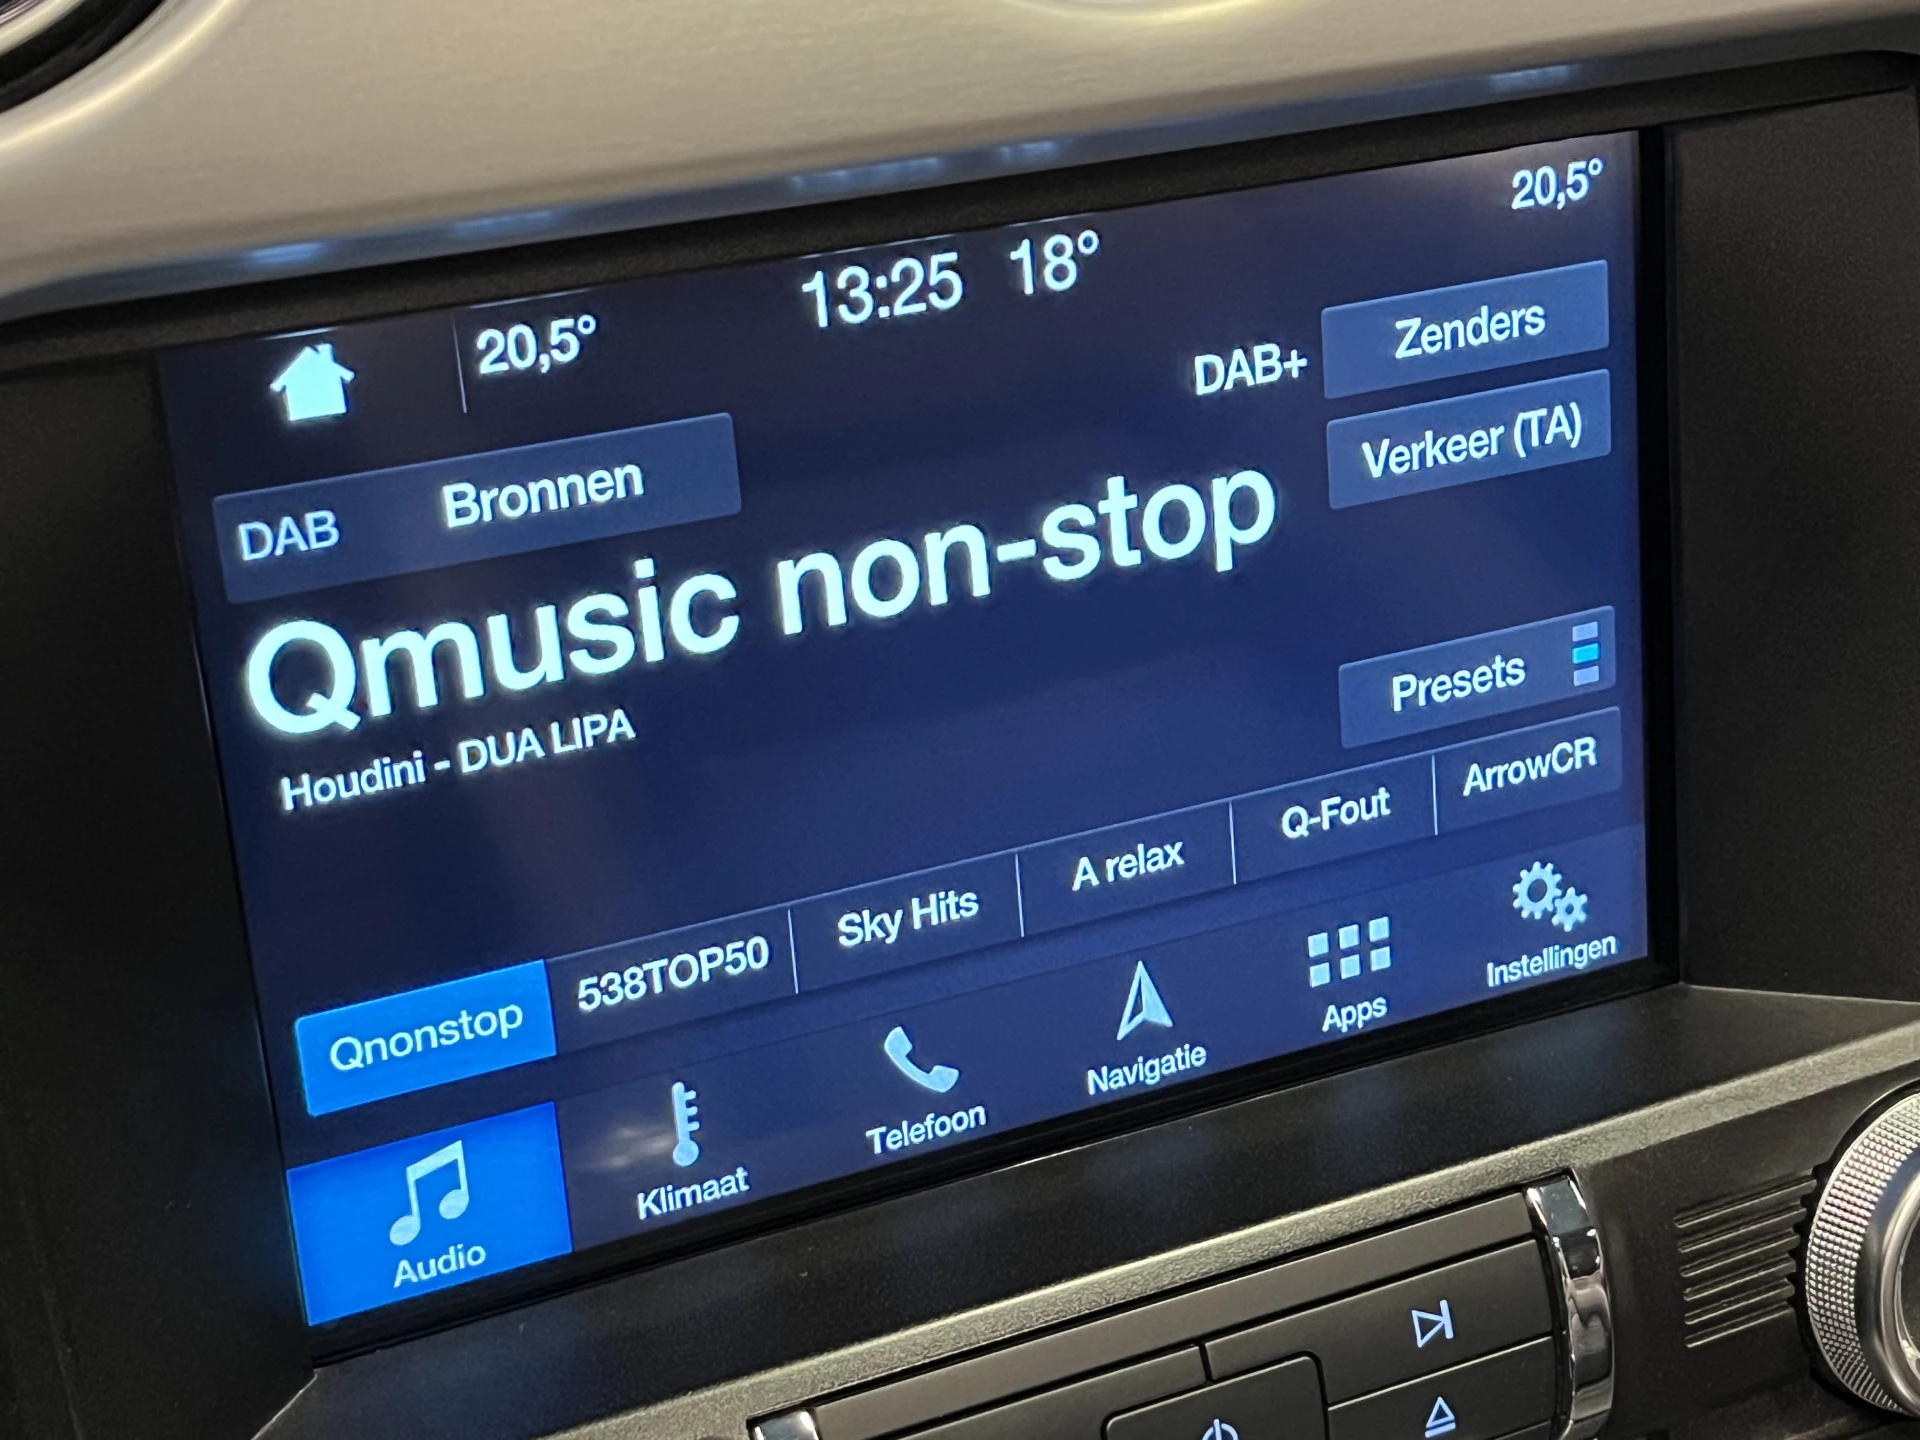 20,5° 13:25 18° 20,5°
DAB+ Zenders
DAB Bronnen
Verkeer (TA)
Qmusic non-stop
Houdini - DUA LIPA
Presets
Qnonstop 538TOP50 Sky Hits A relax Q-Fout ArrowCR
Audio Klimaat Telefoon Navigatie Apps Instellingen